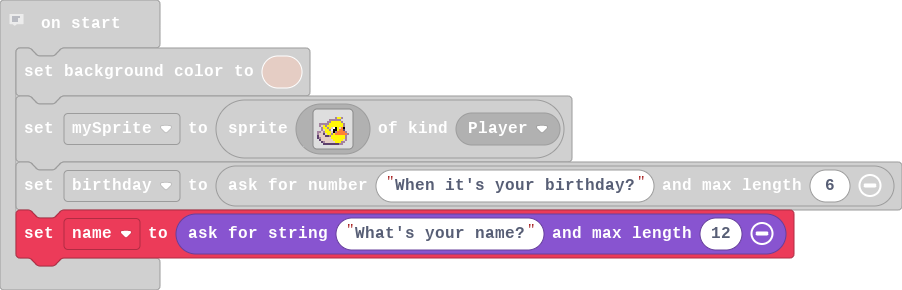 on start
set background color to
set mySprite to sprite of kind Player
set birthday to ask for number "When it's your birthday?" and max length 6
set name to ask for string "What's your name?" and max length 12